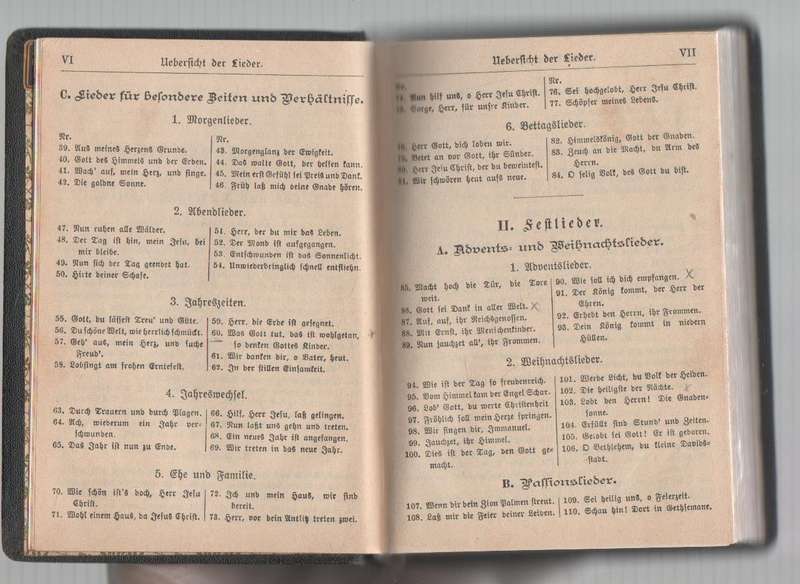 VI
Uebersicht der Lieder.
C. Lieder für besondere Zeiten und Verhältnisse.
1. Morgenlieder.
Nr.
39. Aus meines Herzens Grunde.
40. Gott des Himmels und der Erden.
41. Wach' auf, mein Herz, und singe.
42. Die goldne Sonne.
Nr.
43. Morgenglanz der Ewigkeit.
44. Das walte Gott, der helfen kann.
45. Mein erst Gefühl sei Preis und Dank.
46. Früh laß mich deine Gnade hören.
2. Abendlieder.
47. Nun ruhen alle Wälder.
48. Der Tag ist hin, mein Jesu, bei
mir bleibe.
49. Nun sich der Tag geendet hat.
50. Hirte deiner Schafe.
51. Herr, der du mir das Leben.
52. Der Mond ist aufgegangen.
53. Entschwunden ist das Sonnenlicht.
54. Unwiederbringlich schnell entfliehn.
3. Jahreszeiten.
55. Gott, du lässest Treu' und Güte.
56. Du schöne Welt, wie herrlich schmückt.
57. Geh' aus, mein Herz, und suche
Freud'.
58. Lobsingt am frohen Erntefest.
59. Herr, die Erde ist gesegnet.
60. Was Gott tut, das ist wohlgetan,
so denken Gottes Kinder.
61. Wir danken dir, o Vater, heut.
62. In der stillen Einsamkeit.
4. Jahreswechsel.
63. Durch Trauern und durch Plagen.
64. Ach, wiederum ein Jahr ver-
schwunden.
65. Das Jahr ist nun zu Ende.
66. Hilf, Herr Jesu, laß gelingen.
67. Nun laßt uns gehn und treten.
68. Ein neues Jahr ist angefangen.
69. Wir treten in das neue Jahr.
5. Ehe und Familie.
70. Wie schön ist's doch, Herr Jesu
Christ.
71. Wohl einem Haus, da Jesus Christ.
72. Ich und mein Haus, wir sind
bereit.
73. Herr, vor dein Antlitz treten zwei.
Uebersicht der Lieder.
VII
Nr.
74. Nun hilf uns, o Herr Jesu Christ.
75. Sorge, Herr, für unsre Kinder.
Nr.
76. Sei hochgelobt, Herr Jesu Christ.
77. Schöpfer meines Lebens.
6. Bettagslieder.
78. Herr Gott, dich loben wir.
79. Betet an vor Gott, ihr Sünder.
80. Herr Jesu Christ, der du beweintest.
81. Wir schwören heut aufs neue.
82. Himmelskönig, Gott der Gnaden.
83. Zeuch an die Macht, du Arm des
Herrn.
84. O selig Volk, des Gott du bist.
II. Festlieder.
A. Advents- und Weihnachtslieder.
1. Adventslieder.
85. Macht hoch die Tür, die Tore
weit.
86. Gott sei Dank in aller Welt. X
87. Auf, auf, ihr Reichsgenossen.
88. Mit Ernst, ihr Menschenkinder.
89. Nun jauchzet all', ihr Frommen.
90. Wie soll ich dich empfangen. X
91. Der König kommt, der Herr der
Ehren.
92. Erhebt den Herrn, ihr Frommen.
93. Dein König kommt in niedern
Hüllen.
2. Weihnachtslieder.
94. Wie ist der Tag so freudenreich.
95. Vom Himmel kam der Engel Schar.
96. Lob' Gott, du werte Christenheit
97. Fröhlich soll mein Herze springen.
98. Wir singen dir, Immanuel.
99. Jauchzet, ihr Himmel.
100. Dies ist der Tag, den Gott ge-
macht.
101. Werde Licht, du Volk der Heiden.
102. Die heiligste der Nächte.
103. Lobt den Herrn! Die Gnaden-
sonne.
104. Erfüllt sind Stund' und Zeiten.
105. Gelobt sei Gott! Er ist geboren.
106. O Bethlehem, du kleine Davids-
stadt.
B. Passionslieder.
107. Wenn dir dein Zion Palmen streut.
108. Laß mir die Feier deiner Leiden.
109. Sei heilig uns, o Feierzeit.
110. Schau hin! Dort in Gethsemane.